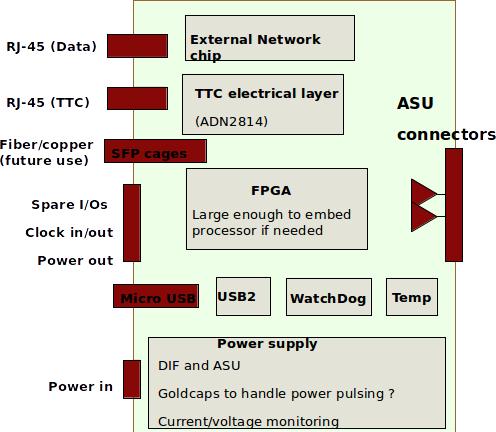 RJ-45 (Data)
External Network
chip
RJ-45 (TTC)
TTC electrical layer
(ADN2814)
ASU
connectors
Fiber/copper
(future use)
SFP cages
FPGA
Large enough to embed
processor if needed
Spare I/Os
Clock in/out
Power out
Micro USB
USB2
WatchDog
Temp
Power supply
DIF and ASU
Goldcaps to handle power pulsing ?
Current/voltage monitoring
Power in